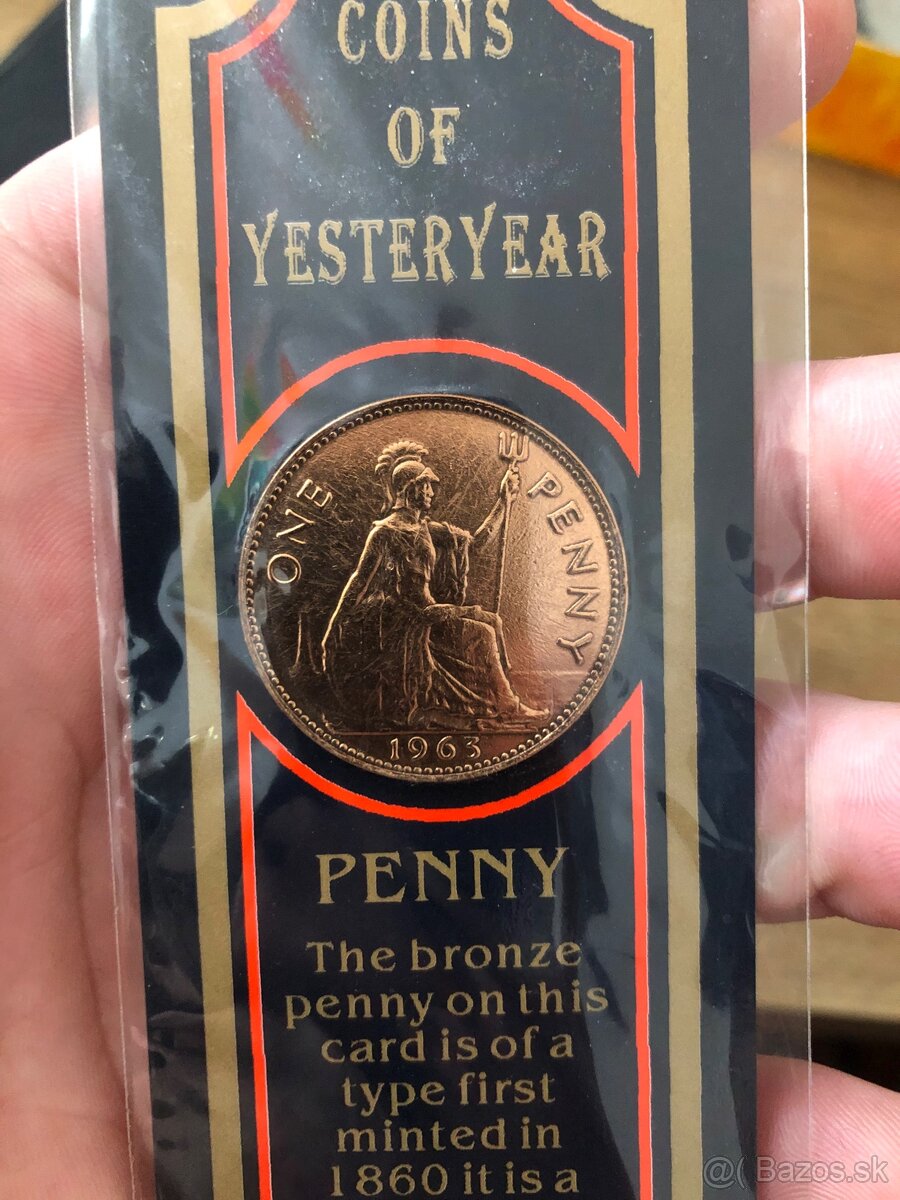 COINS
OF
YESTERYEAR
ONE PENNY
1963
PENNY
The bronze
penny on this
card is of a
type first
minted in
1860 it is a
@( Bazos.sk